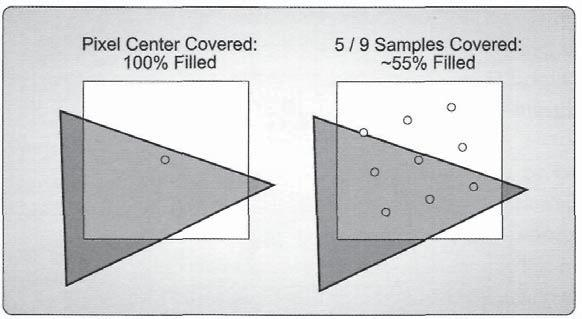 Pixel Center Covered:
100% Filled
5 / 9 Samples Covered:
~55% Filled